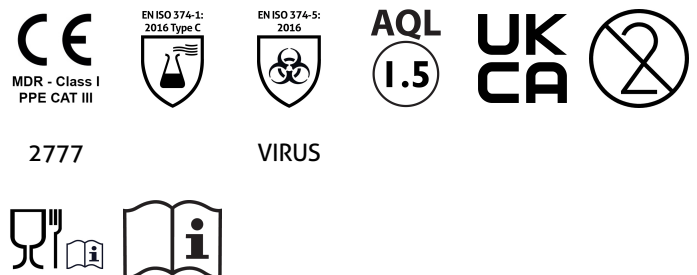 CE
MDR - Class I
PPE CAT III
EN ISO 374-1:
2016 Type C
EN ISO 374-5:
2016
AQL
1.5
UK
CA
2
2777
VIRUS
i
i